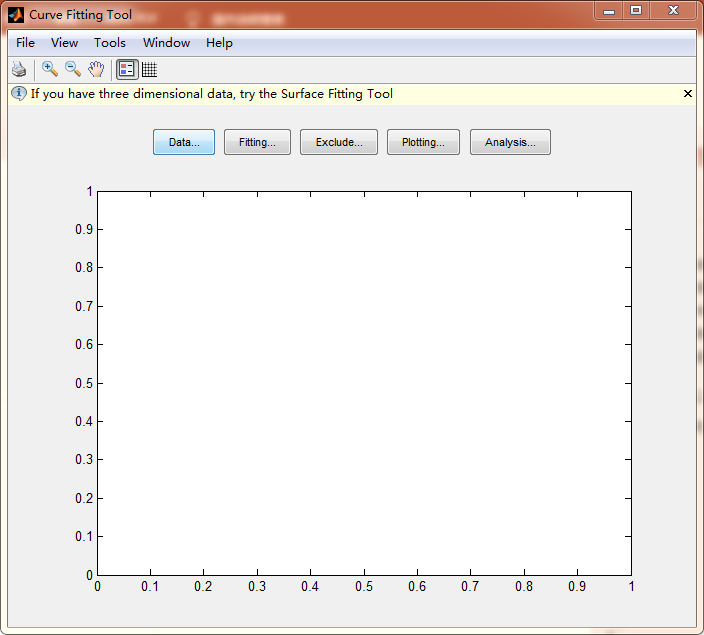 Curve Fitting Tool
File View Tools Window Help
If you have three dimensional data, try the Surface Fitting Tool
Data... Fitting... Exclude... Plotting... Analysis...
1
0.9
0.8
0.7
0.6
0.5
0.4
0.3
0.2
0.1
0
0 0.1 0.2 0.3 0.4 0.5 0.6 0.7 0.8 0.9 1